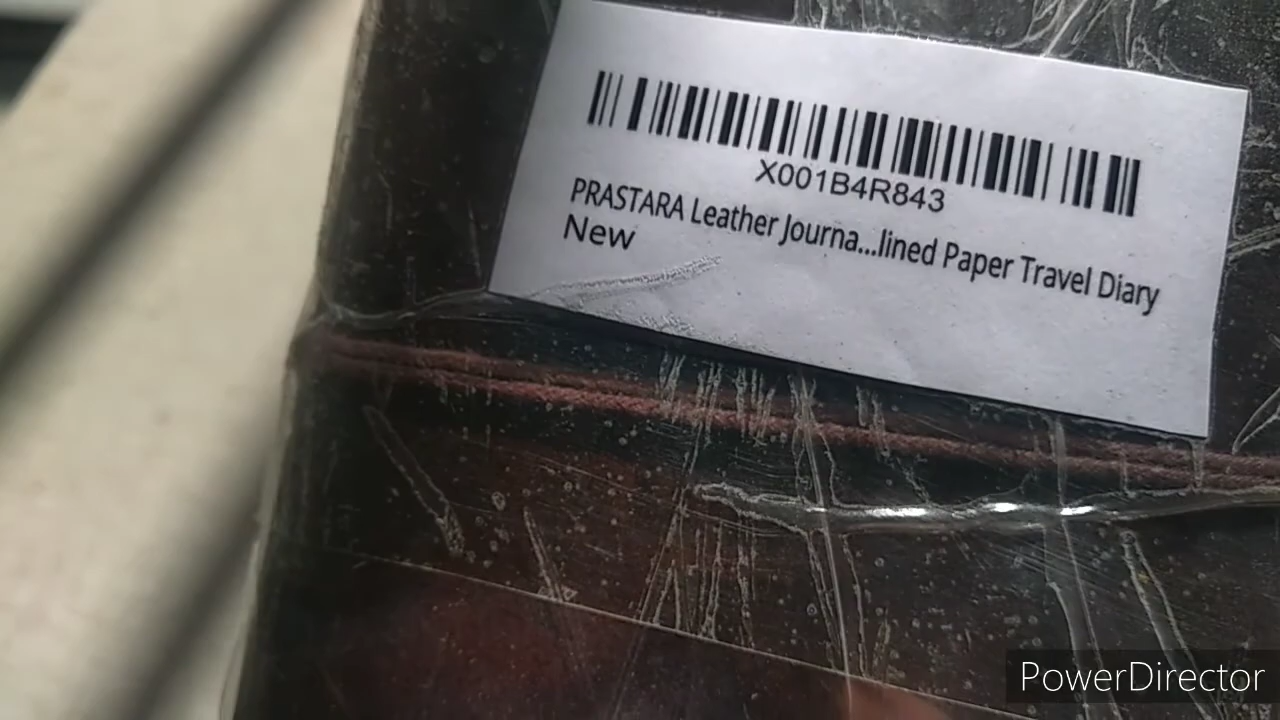 X001B4R843
PRASTARA Leather Journa...lined Paper Travel Diary
New
PowerDirector